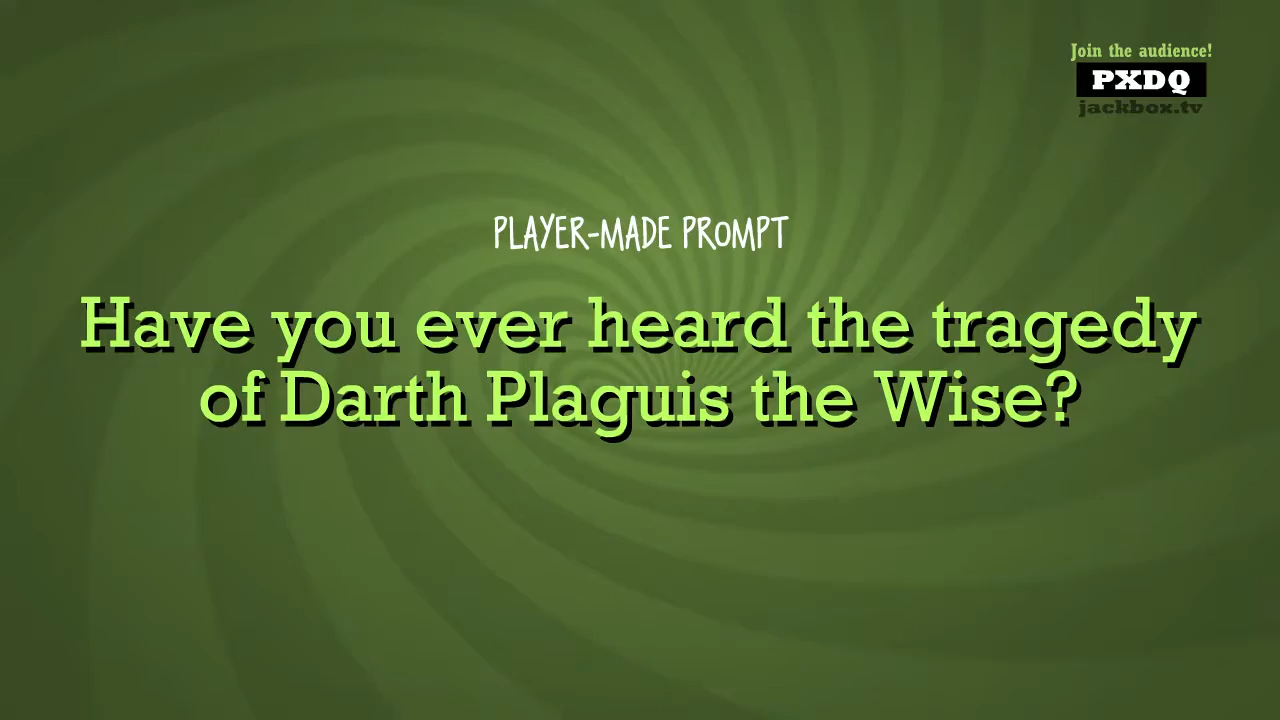 Join the audience!
PXDQ
jackbox.tv
PLAYER-MADE PROMPT
Have you ever heard the tragedy
of Darth Plaguis the Wise?